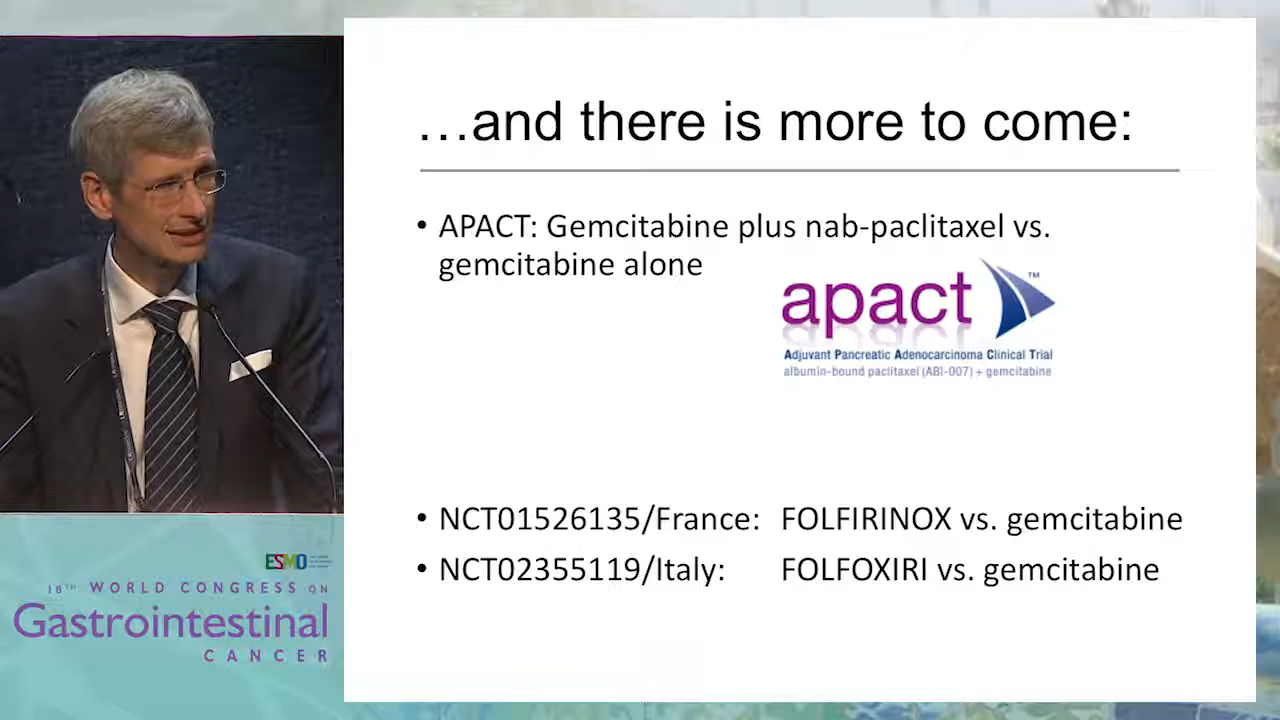 …and there is more to come:
• APACT: Gemcitabine plus nab-paclitaxel vs.
gemcitabine alone
apact ™
Adjuvant Pancreatic Adenocarcinoma Clinical Trial
albumin-bound paclitaxel (ABI-007) + gemcitabine
• NCT01526135/France: FOLFIRINOX vs. gemcitabine
• NCT02355119/Italy: FOLFOXIRI vs. gemcitabine
ESMO
18TH WORLD CONGRESS ON
Gastrointestinal
CANCER